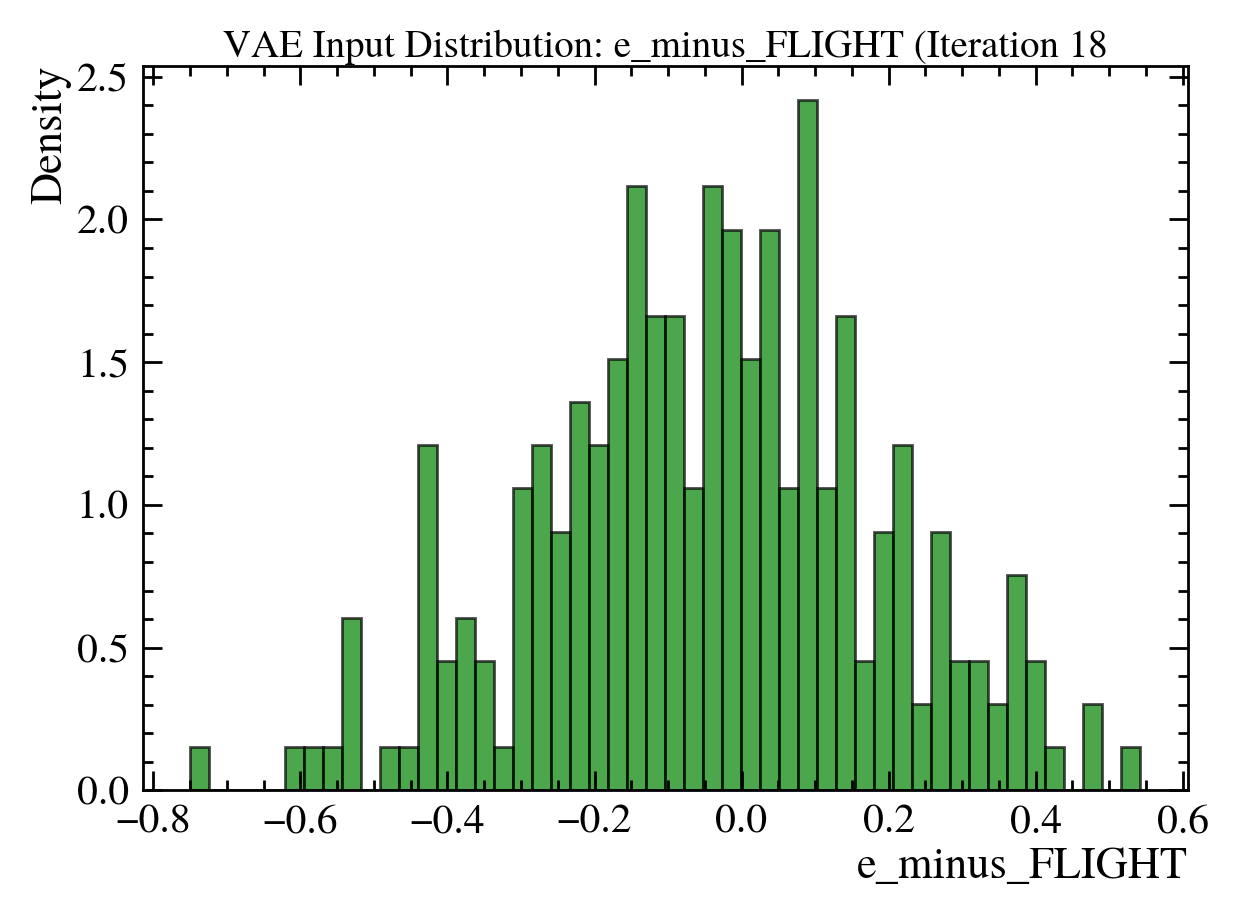 VAE Input Distribution: e_minus_FLIGHT (Iteration 18
Density
2.5
2.0
1.5
1.0
0.5
0.0
−0.8 −0.6 −0.4 −0.2 0.0 0.2 0.4 0.6
e_minus_FLIGHT